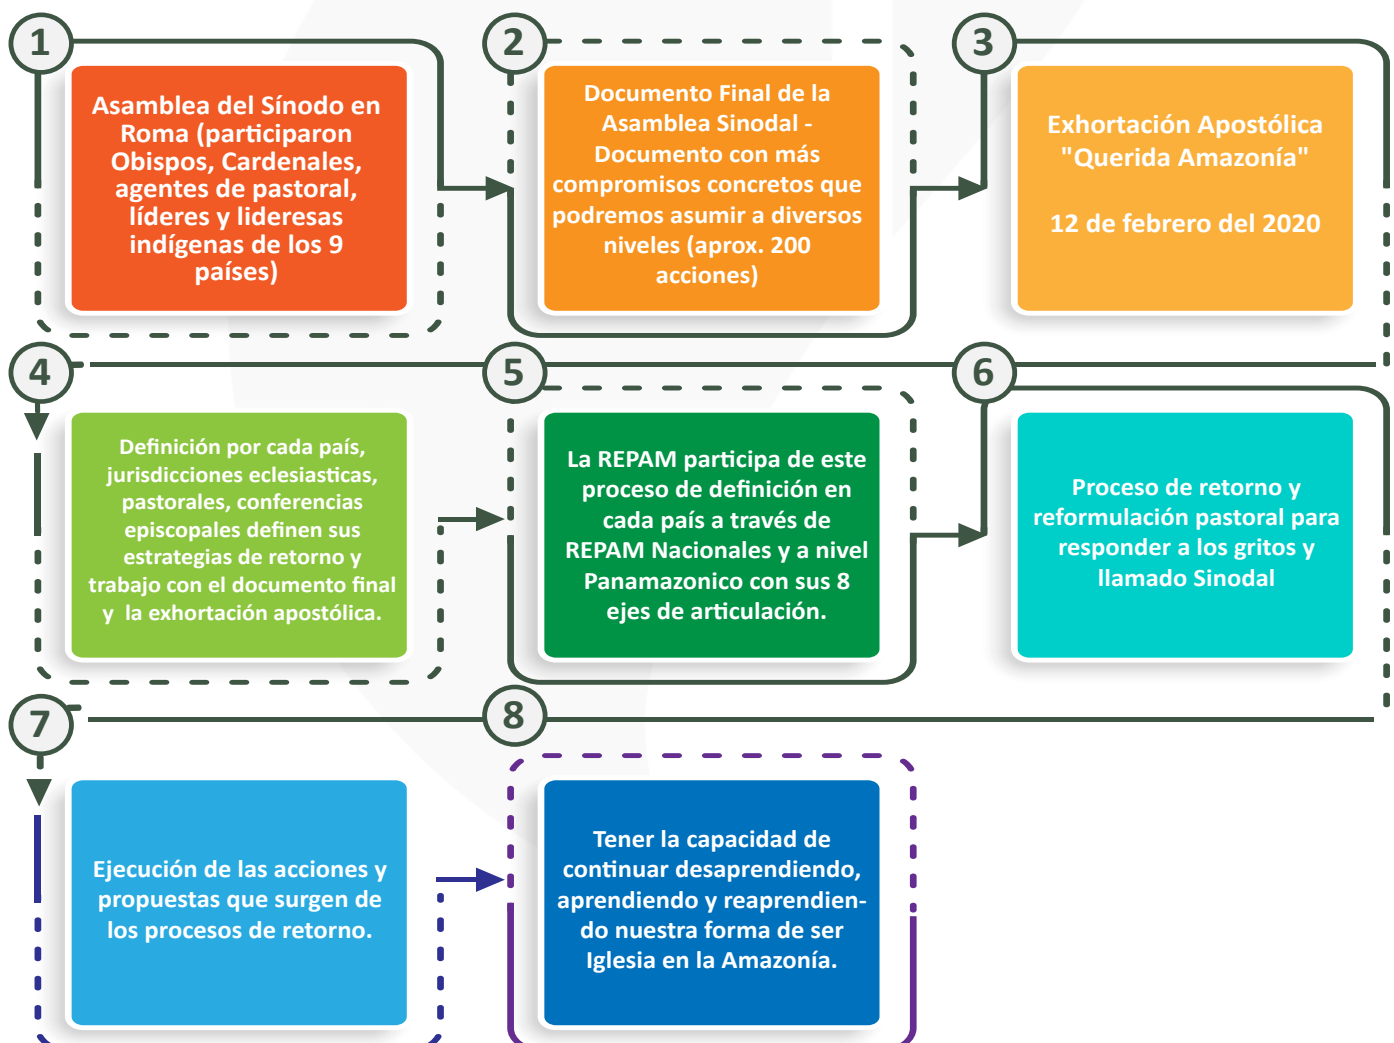 1
Asamblea del Sínodo en
Roma (participaron
Obispos, Cardenales,
agentes de pastoral,
líderes y lideresas
indígenas de los 9
países)
2
Documento Final de la
Asamblea Sinodal -
Documento con más
compromisos concretos que
podremos asumir a diversos
niveles (aprox. 200
acciones)
3
Exhortación Apostólica
"Querida Amazonía"
12 de febrero del 2020
4
Definición por cada país,
jurisdicciones eclesiasticas,
pastorales, conferencias
episcopales definen sus
estrategias de retorno y
trabajo con el documento final
y la exhortación apostólica.
5
La REPAM participa de este
proceso de definición en
cada país a través de
REPAM Nacionales y a nivel
Panamazonico con sus 8
ejes de articulación.
6
Proceso de retorno y
reformulación pastoral para
responder a los gritos y
llamado Sinodal
7
Ejecución de las acciones y
propuestas que surgen de
los procesos de retorno.
8
Tener la capacidad de
continuar desaprendiendo,
aprendiendo y reaprendien-
do nuestra forma de ser
Iglesia en la Amazonía.